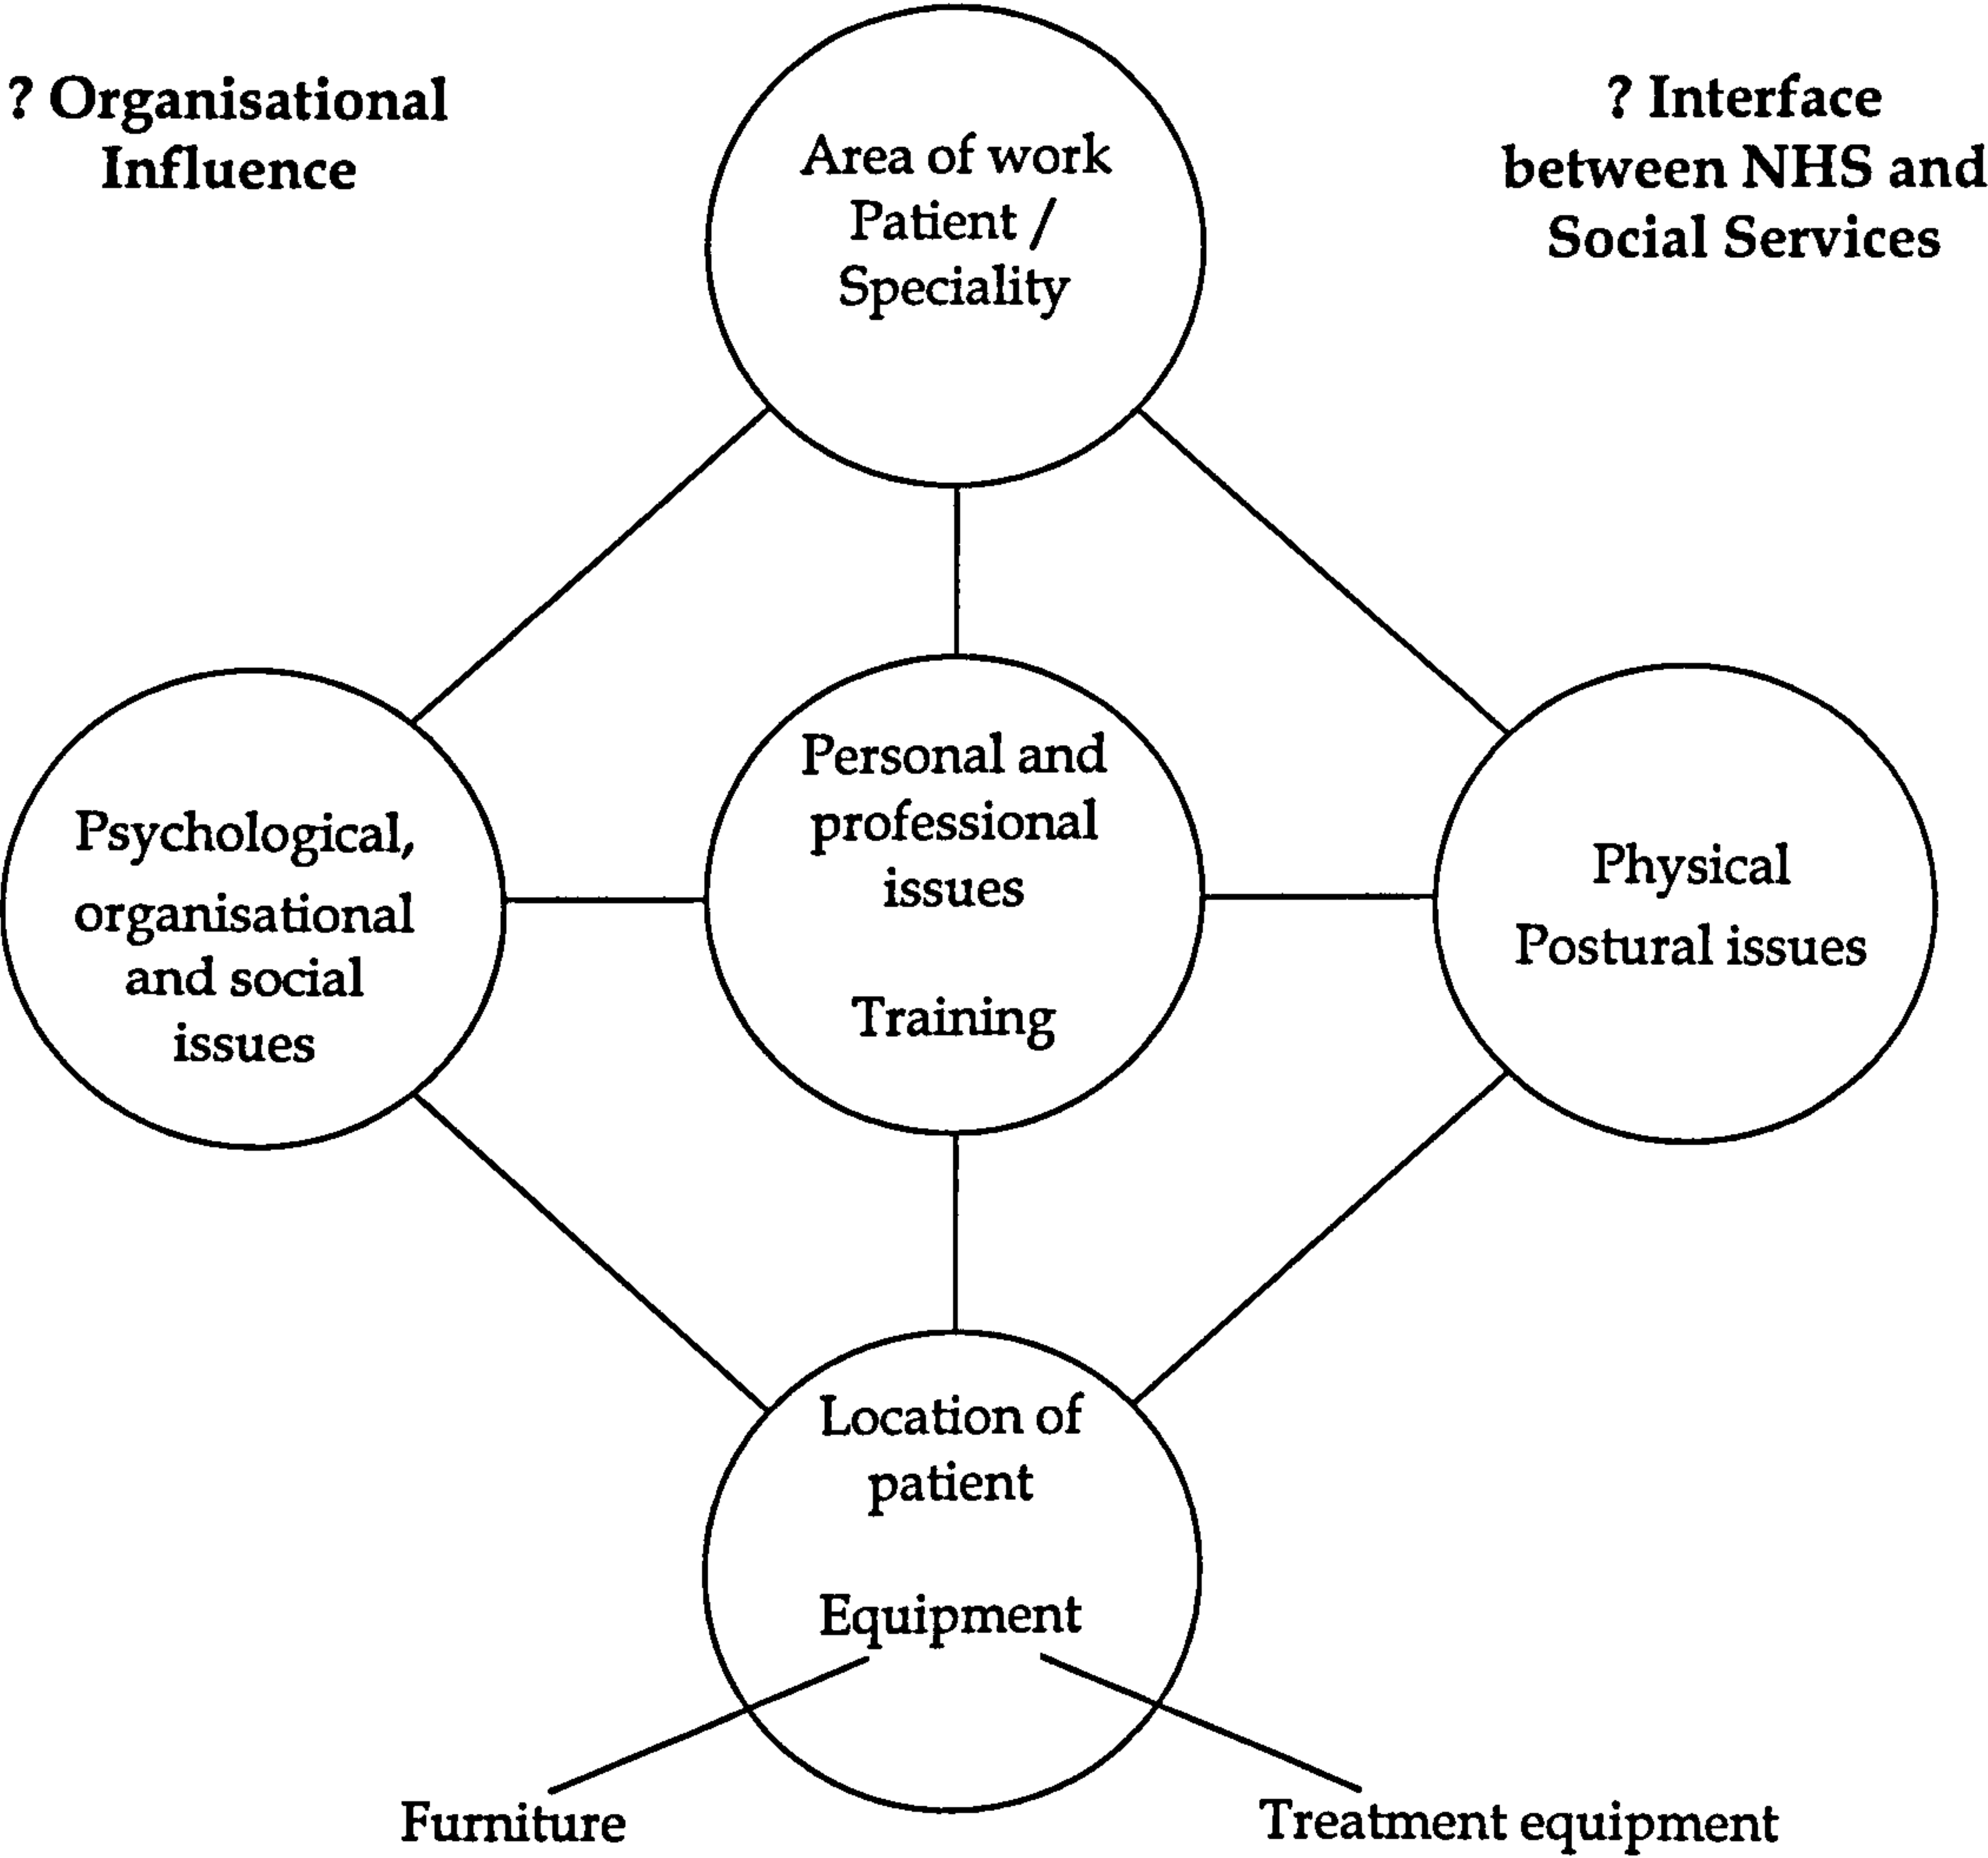 ? Organisational
Influence
? Interface
between NHS and
Social Services
Area of work
Patient /
Speciality
Psychological,
organisational
and social
issues
Personal and
professional
issues
Training
Physical
Postural issues
Location of
patient
Equipment
Furniture
Treatment equipment